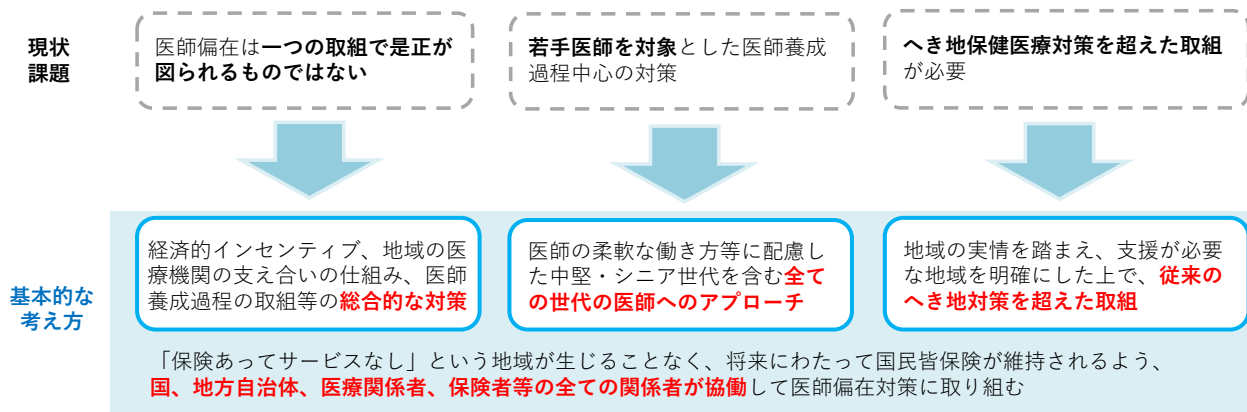 現状
課題
医師偏在は一つの取組で是正が
図られるものではない
若手医師を対象とした医師養成
過程中心の対策
へき地保健医療対策を超えた取組
が必要
基本的な
考え方
経済的インセンティブ、地域の医
療機関の支え合いの仕組み、医師
養成過程の取組等の総合的な対策
医師の柔軟な働き方等に配慮し
た中堅・シニア世代を含む全て
の世代の医師へのアプローチ
地域の実情を踏まえ、支援が必要
な地域を明確にした上で、従来の
へき地対策を超えた取組
「保険あってサービスなし」という地域が生じることなく、将来にわたって国民皆保険が維持されるよう、
国、地方自治体、医療関係者、保険者等の全ての関係者が協働して医師偏在対策に取り組む